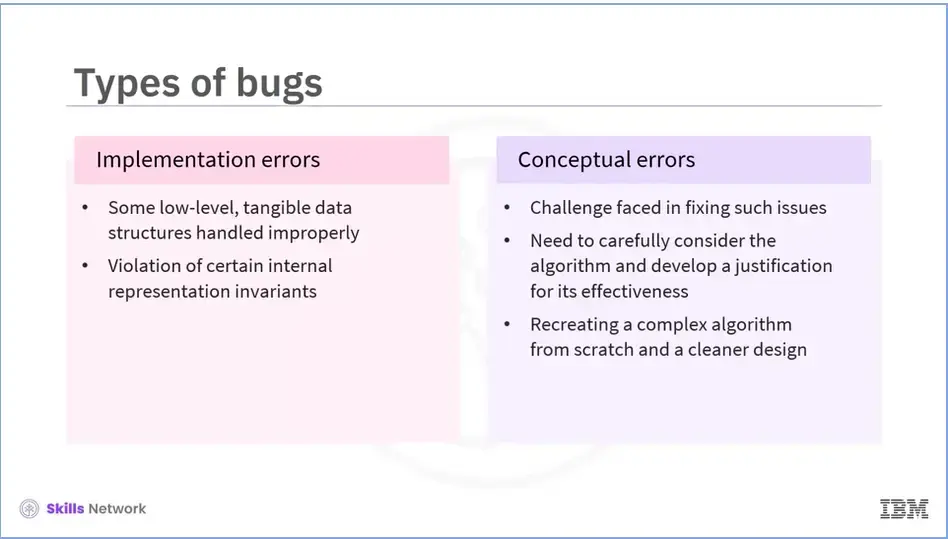 Types of bugs
Implementation errors
• Some low-level, tangible data
structures handled improperly
• Violation of certain internal
representation invariants
Conceptual errors
• Challenge faced in fixing such issues
• Need to carefully consider the
algorithm and develop a justification
for its effectiveness
• Recreating a complex algorithm
from scratch and a cleaner design
Skills Network
IBM